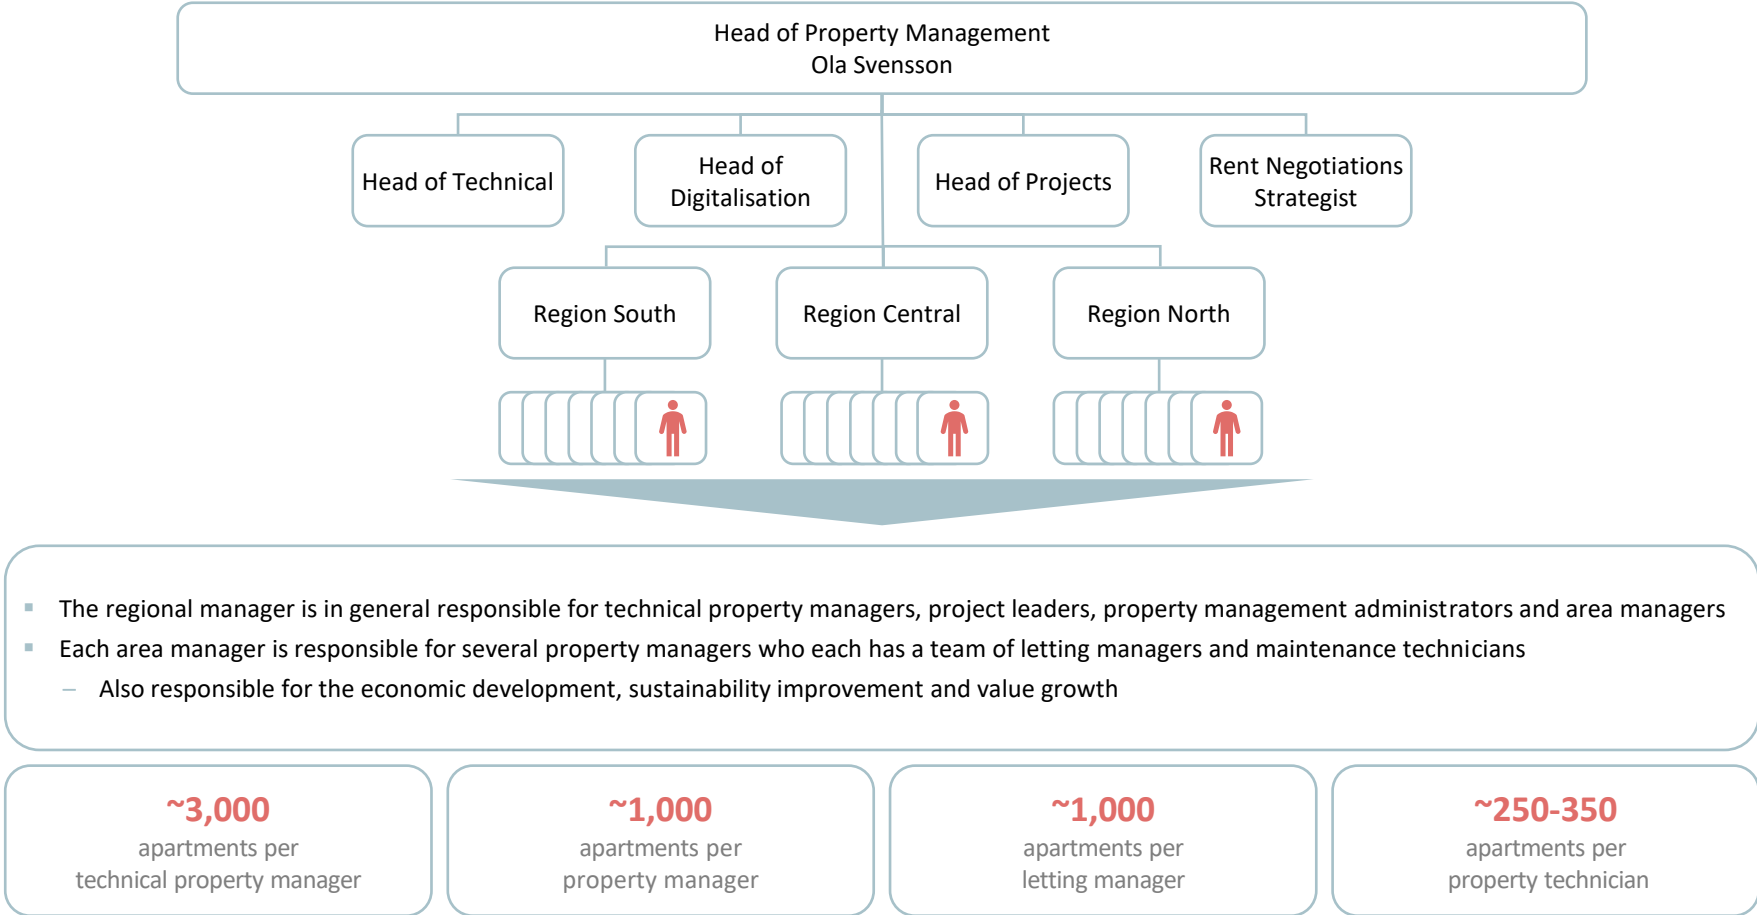 Head of Property Management
Ola Svensson
Head of Technical
Head of
Digitalisation
Head of Projects
Rent Negotiations
Strategist
Region South
Region Central
Region North
▪ The regional manager is in general responsible for technical property managers, project leaders, property management administrators and area managers
▪ Each area manager is responsible for several property managers who each has a team of letting managers and maintenance technicians
– Also responsible for the economic development, sustainability improvement and value growth
~3,000
apartments per
technical property manager
~1,000
apartments per
property manager
~1,000
apartments per
letting manager
~250-350
apartments per
property technician